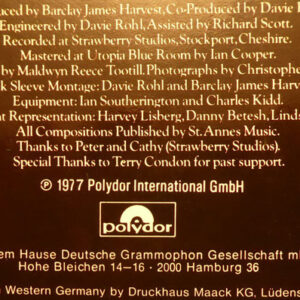 uced by Barclay James Harvest, Co-Produced by Davie
Engineered by Davie Rohl, Assisted by Richard Scott.
Recorded at Strawberry Studios, Stockport, Cheshire.
Mastered at Utopia Blue Room by Ian Cooper.
by Maldwyn Reece Tootill. Photographs by Christophe
k Sleeve Montage: Davie Rohl and Barclay James Harv
Equipment: Ian Southerington and Charles Kidd.
t Representation: Harvey Lisberg, Danny Betesh, Linds
All Compositions Published by St. Annes Music.
Thanks to Peter and Cathy (Strawberry Studios).
Special Thanks to Terry Condon for past support.
℗ 1977 Polydor International GmbH
polydor
em Hause Deutsche Grammophon Gesellschaft m
Hohe Bleichen 14–16 · 2000 Hamburg 36
n Western Germany by Druckhaus Maack KG, Lüdens